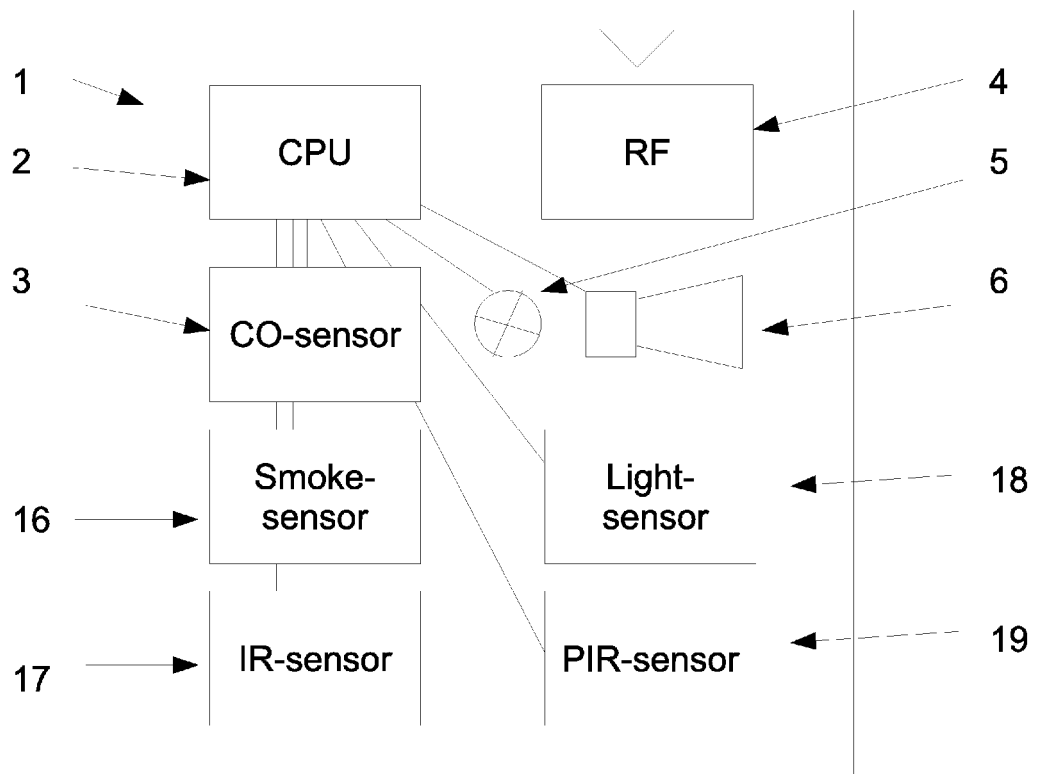 1
CPU
RF
4
2
5
3
CO-sensor
6
16
Smoke-
sensor
Light-
sensor
18
17
IR-sensor
PIR-sensor
19